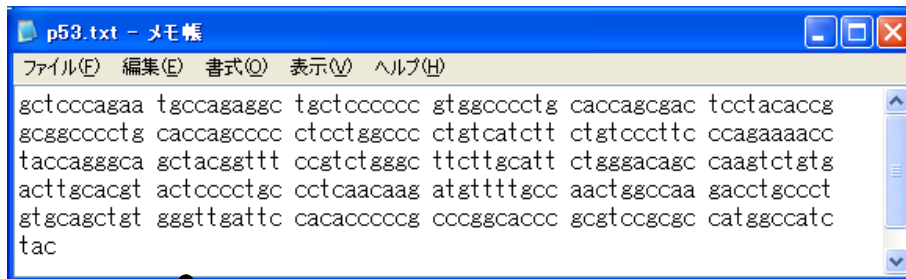 p53.txt - メモ帳
ファイル(F) 編集(E) 書式(O) 表示(V) ヘルプ(H)
gctcccagaa tgccagaggc tgctcccccc gtggcccctg caccagcgac tcctacaccg
gcggcccctg caccagcccc ctcctggccc ctgtcatctt ctgtcccttc ccagaaaacc
taccagggca gctacggttt ccgtctgggc ttcttgcatt ctgggacagc caagtctgtg
acttgcacgt actcccctgc cctcaacaag atgttttgcc aactggccaa gacctgccct
gtgcagctgt gggttgattc cacacccccg cccggcaccc gcgtccgcgc catggccatc
tac